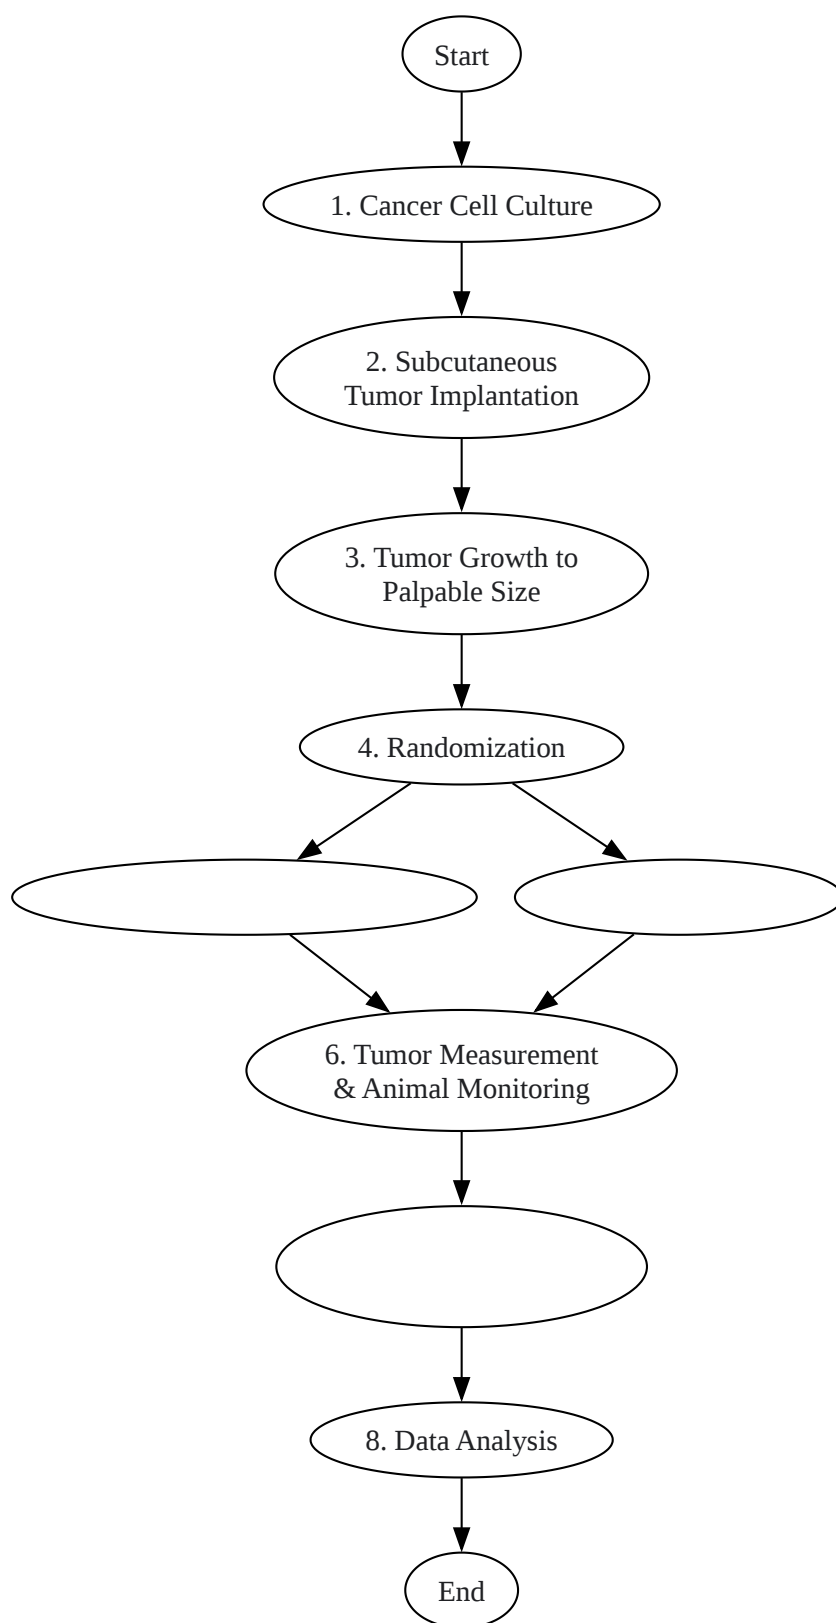 Start
1. Cancer Cell Culture
2. Subcutaneous
Tumor Implantation
3. Tumor Growth to
Palpable Size
4. Randomization
6. Tumor Measurement
& Animal Monitoring
8. Data Analysis
End